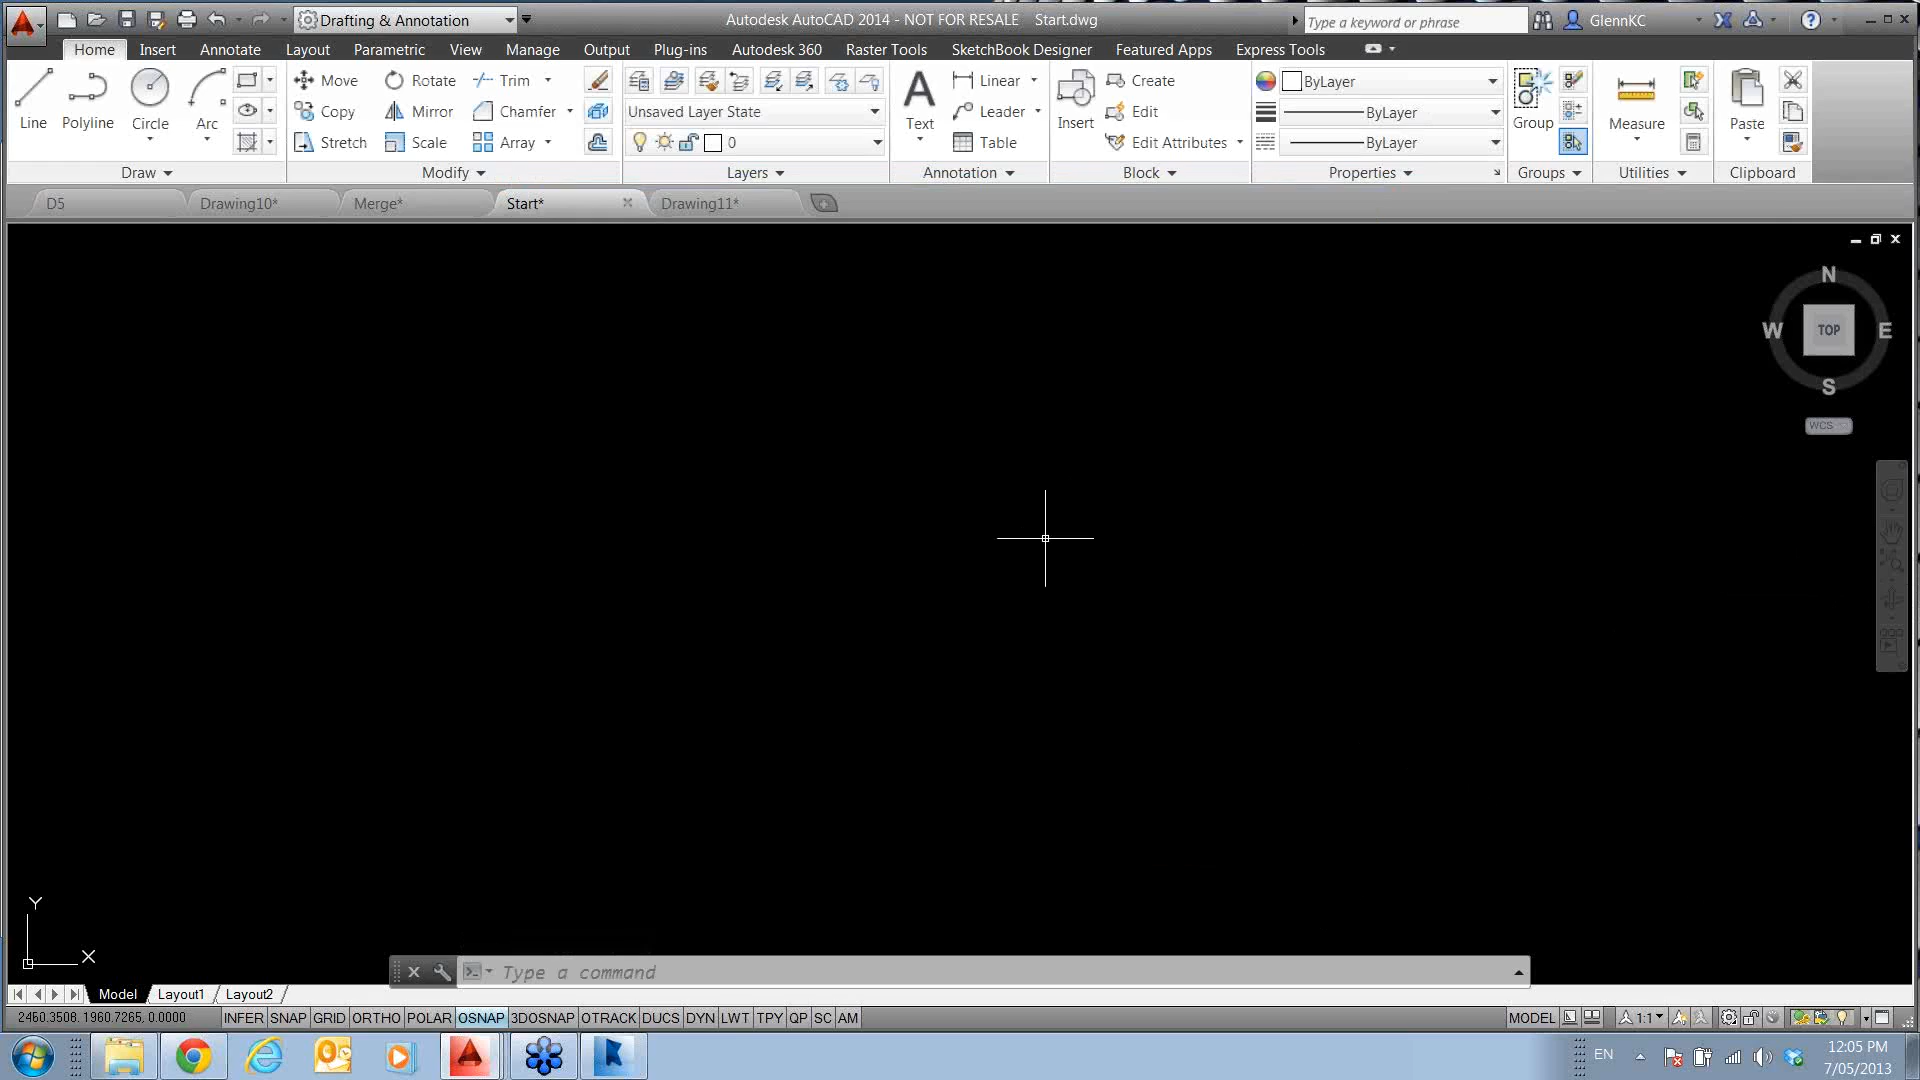 Drafting & Annotation
Autodesk AutoCAD 2014 - NOT FOR RESALE Start.dwg
Type a keyword or phrase
GlennKC
Home Insert Annotate Layout Parametric View Manage Output Plug-ins Autodesk 360 Raster Tools SketchBook Designer Featured Apps Express Tools
Line Polyline Circle Arc
Move Rotate Trim
Copy Mirror Chamfer
Stretch Scale Array
Unsaved Layer State
0
Text
Linear
Leader
Table
Insert
Create
Edit
Edit Attributes
ByLayer
ByLayer
ByLayer
Group
Measure
Paste
Draw Modify Layers Annotation Block Properties Groups Utilities Clipboard
D5 Drawing10* Merge* Start* Drawing11*
N
W TOP E
S
WCS
Y
X
Type a command
Model Layout1 Layout2
2460.3508, 1960.7265, 0.0000 INFER SNAP GRID ORTHO POLAR OSNAP 3DOSNAP OTRACK DUCS DYN LWT TPY QP SC AM MODEL 1:1
EN
12:05 PM
7/05/2013